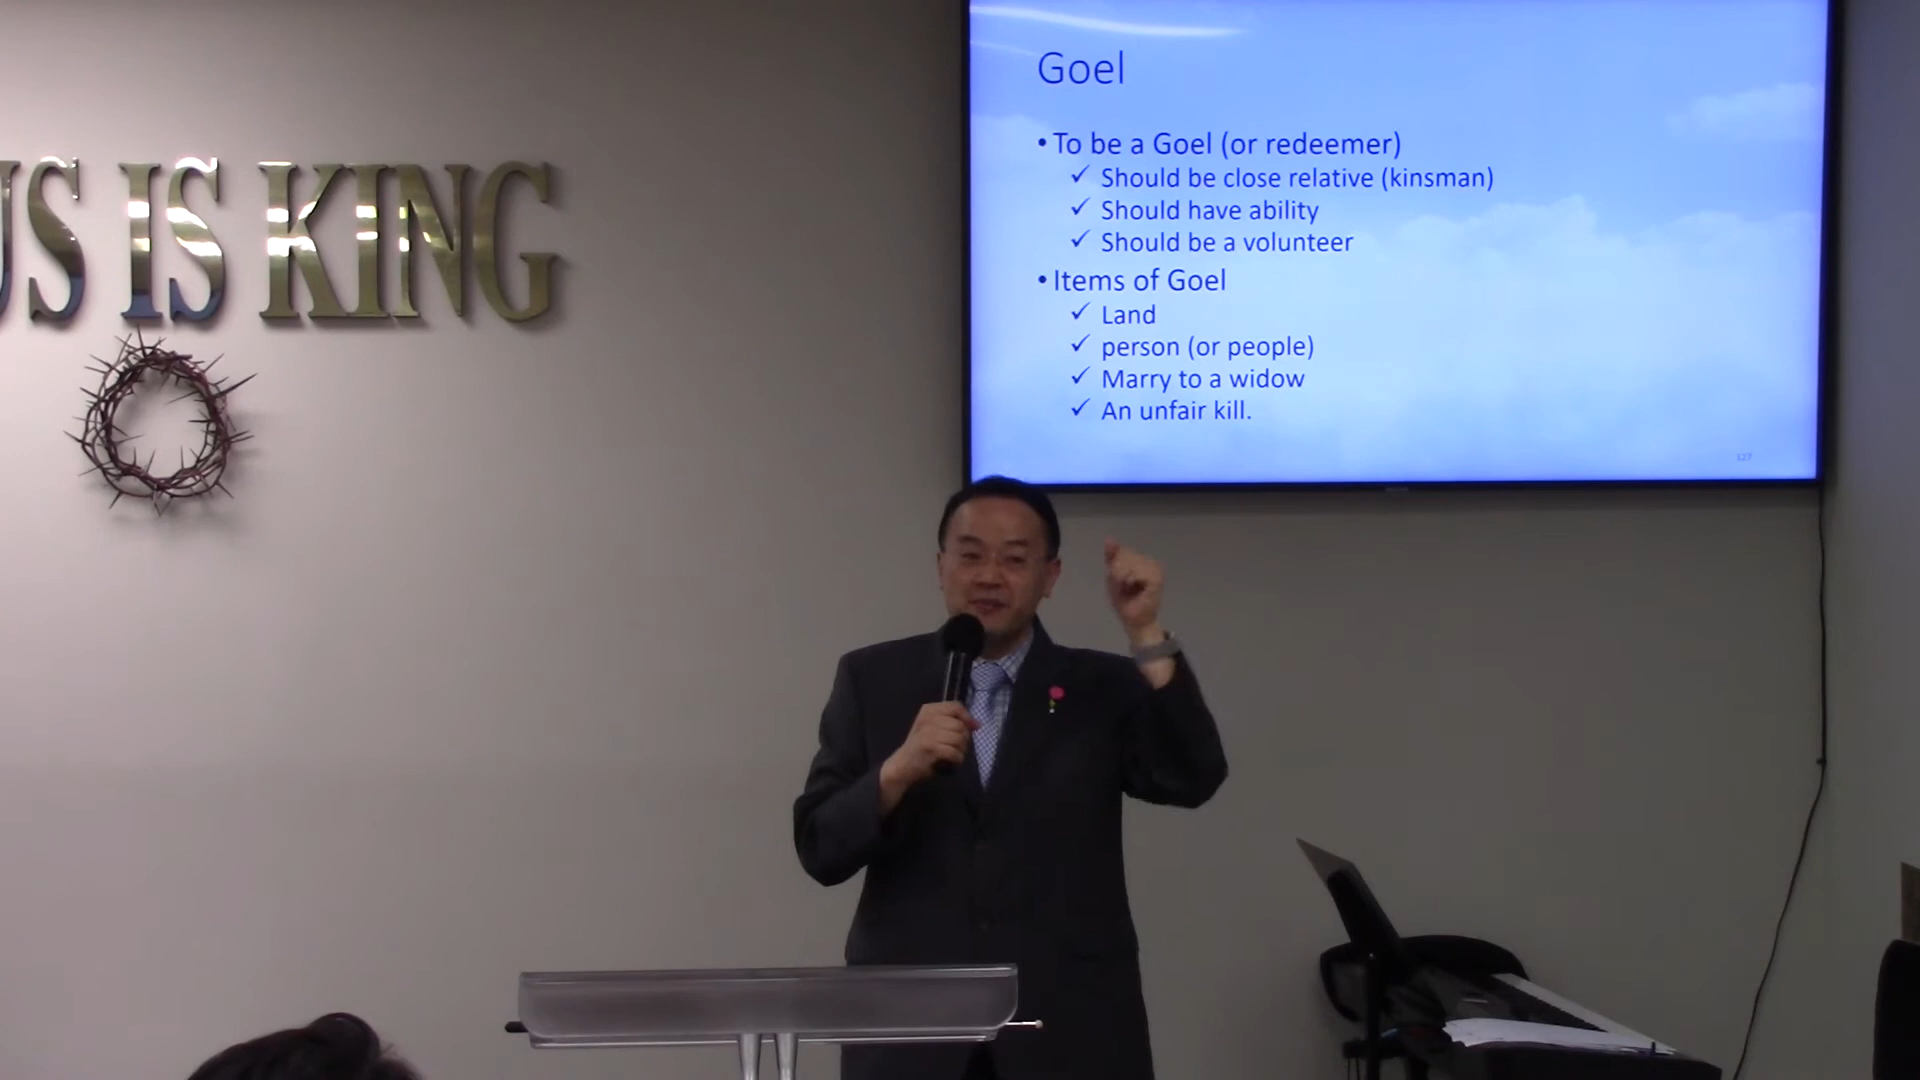 US IS KING
Goel
• To be a Goel (or redeemer)
✓ Should be close relative (kinsman)
✓ Should have ability
✓ Should be a volunteer
• Items of Goel
✓ Land
✓ person (or people)
✓ Marry to a widow
✓ An unfair kill.
127